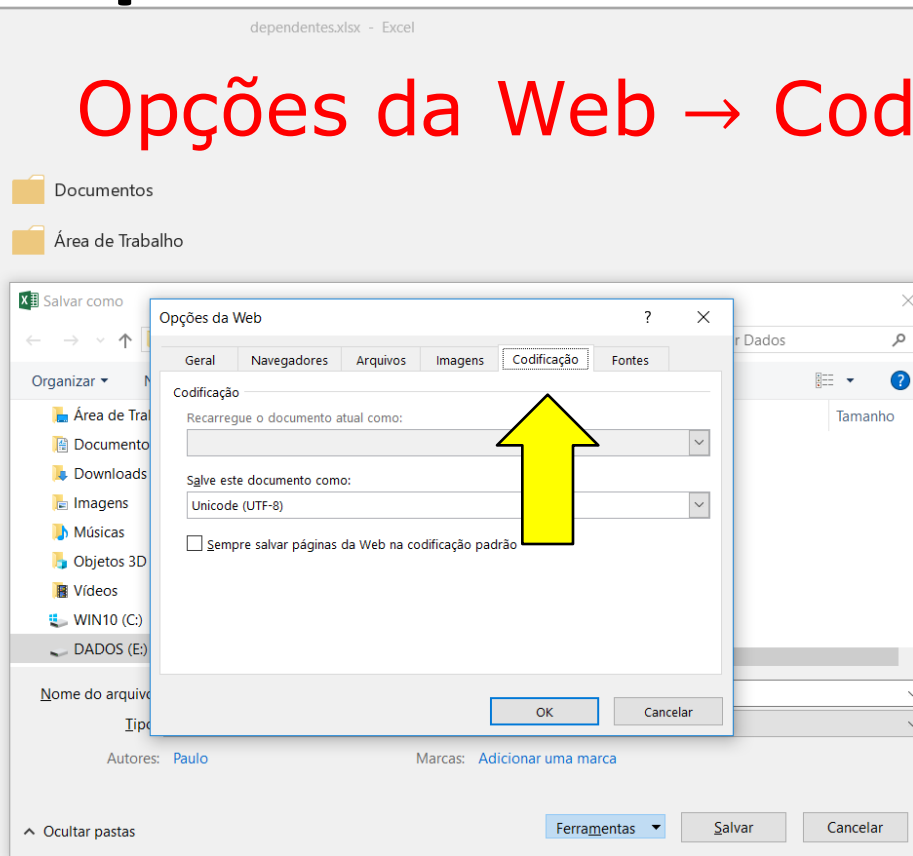 dependentes.xlsx - Excel
Opções da Web → Cod
Documentos
Área de Trabalho
Salvar como
Opções da Web
?
r Dados
Geral Navegadores Arquivos Imagens Codificação Fontes
Organizar
Codificação
Recarregue o documento atual como:
Área de Tra
Tamanho
Documento
Downloads
Salve este documento como:
Imagens
Unicode (UTF-8)
Músicas
Sempre salvar páginas da Web na codificação padrão
Objetos 3D
Vídeos
WIN10 (C:)
DADOS (E:)
Nome do arquivo
OK Cancelar
Tipo
Autores: Paulo Marcas: Adicionar uma marca
Ocultar pastas Ferramentas Salvar Cancelar